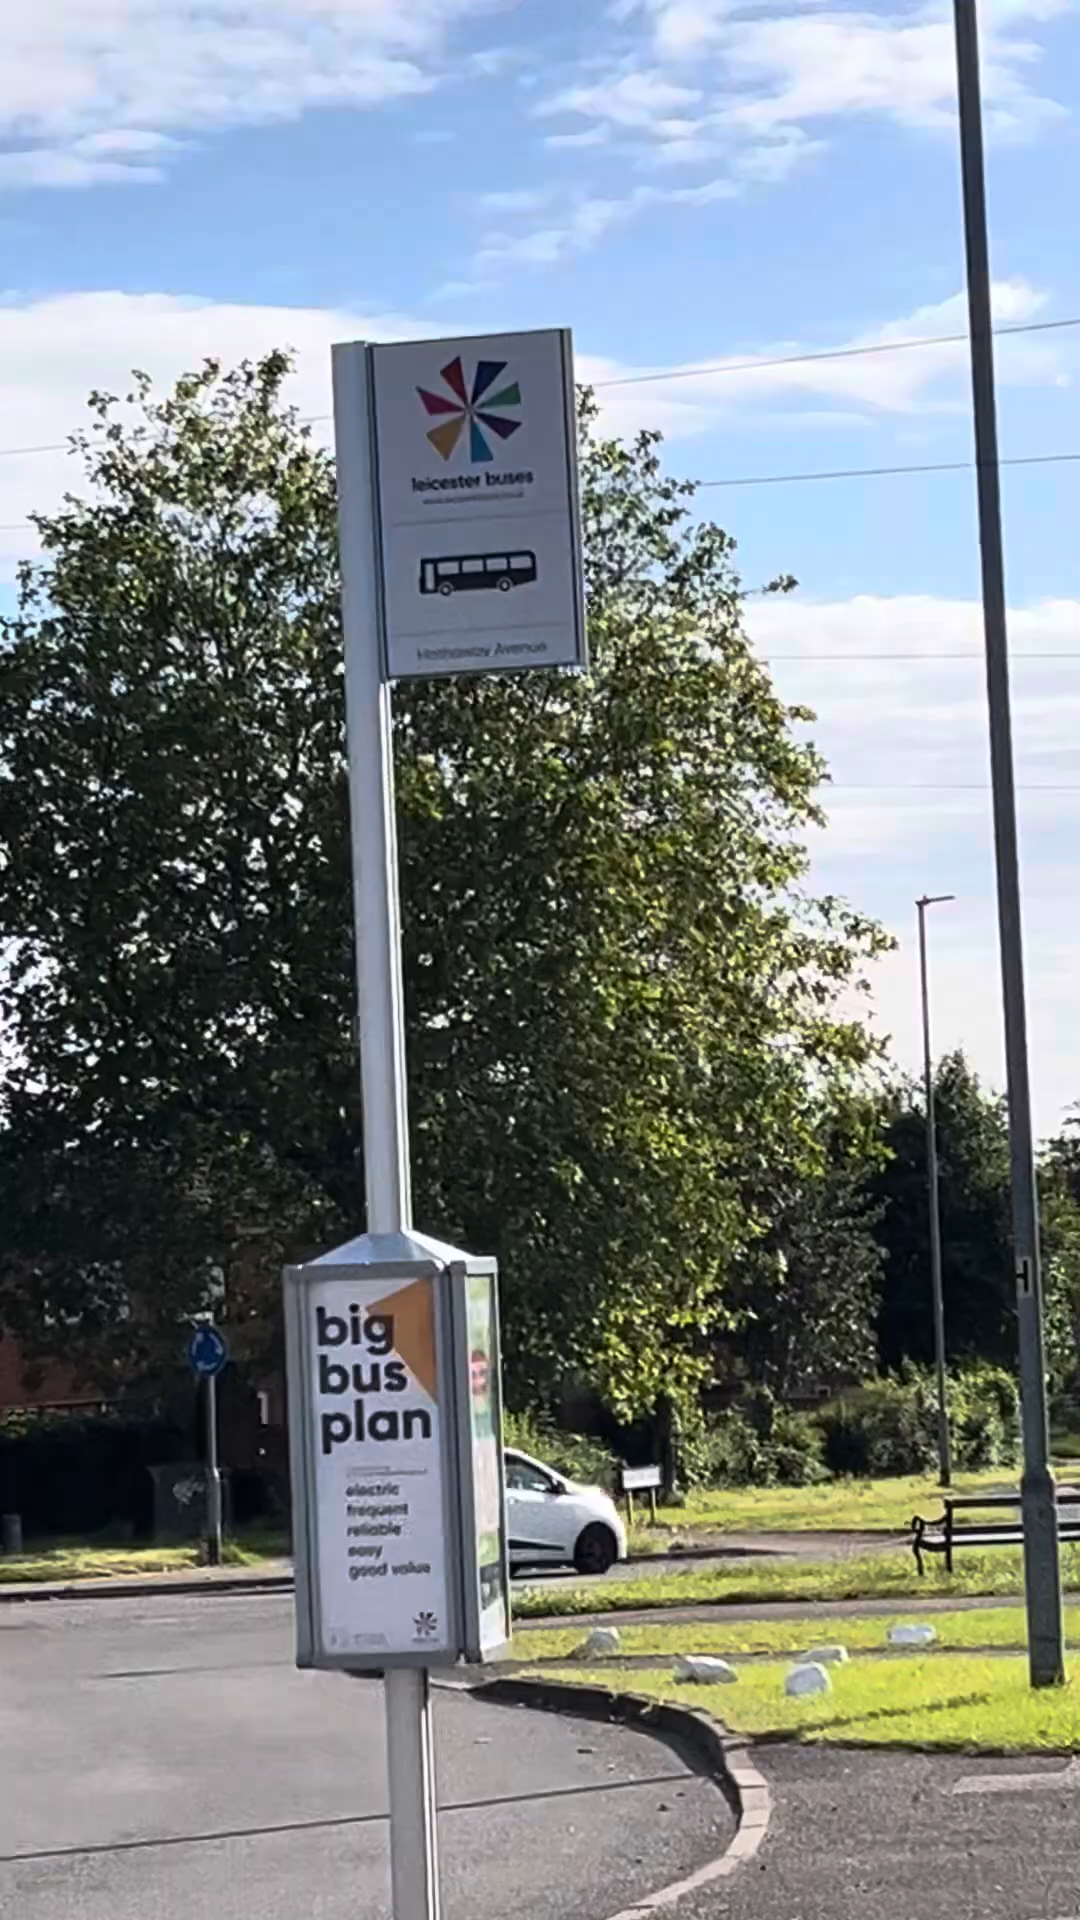 leicester buses
Hathaway Avenue
big
bus
plan
electric
frequent
reliable
easy
good value
H